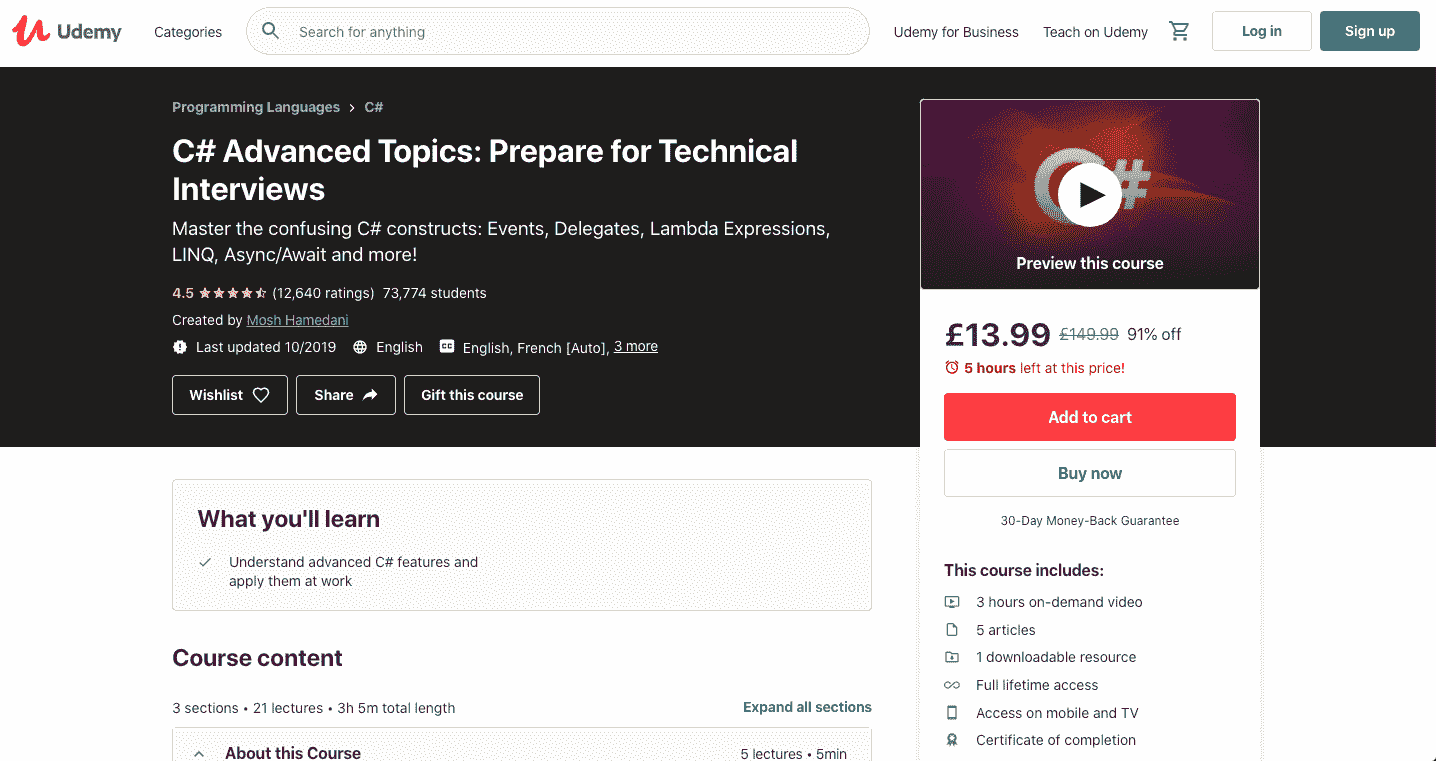 Udemy
Categories
Search for anything
Udemy for Business
Teach on Udemy
Log in
Sign up
Programming Languages > C#
C# Advanced Topics: Prepare for Technical
Interviews
Master the confusing C# constructs: Events, Delegates, Lambda Expressions,
LINQ, Async/Await and more!
4.5 (12,640 ratings) 73,774 students
Created by Mosh Hamedani
Last updated 10/2019 English CC English, French [Auto], 3 more
Wishlist
Share
Gift this course
C#
Preview this course
£13.99 £149.99 91% off
5 hours left at this price!
Add to cart
Buy now
30-Day Money-Back Guarantee
This course includes:
3 hours on-demand video
5 articles
1 downloadable resource
Full lifetime access
Access on mobile and TV
Certificate of completion
What you'll learn
Understand advanced C# features and
apply them at work
Course content
3 sections • 21 lectures • 3h 5m total length
Expand all sections
About this Course
5 lectures • 5min